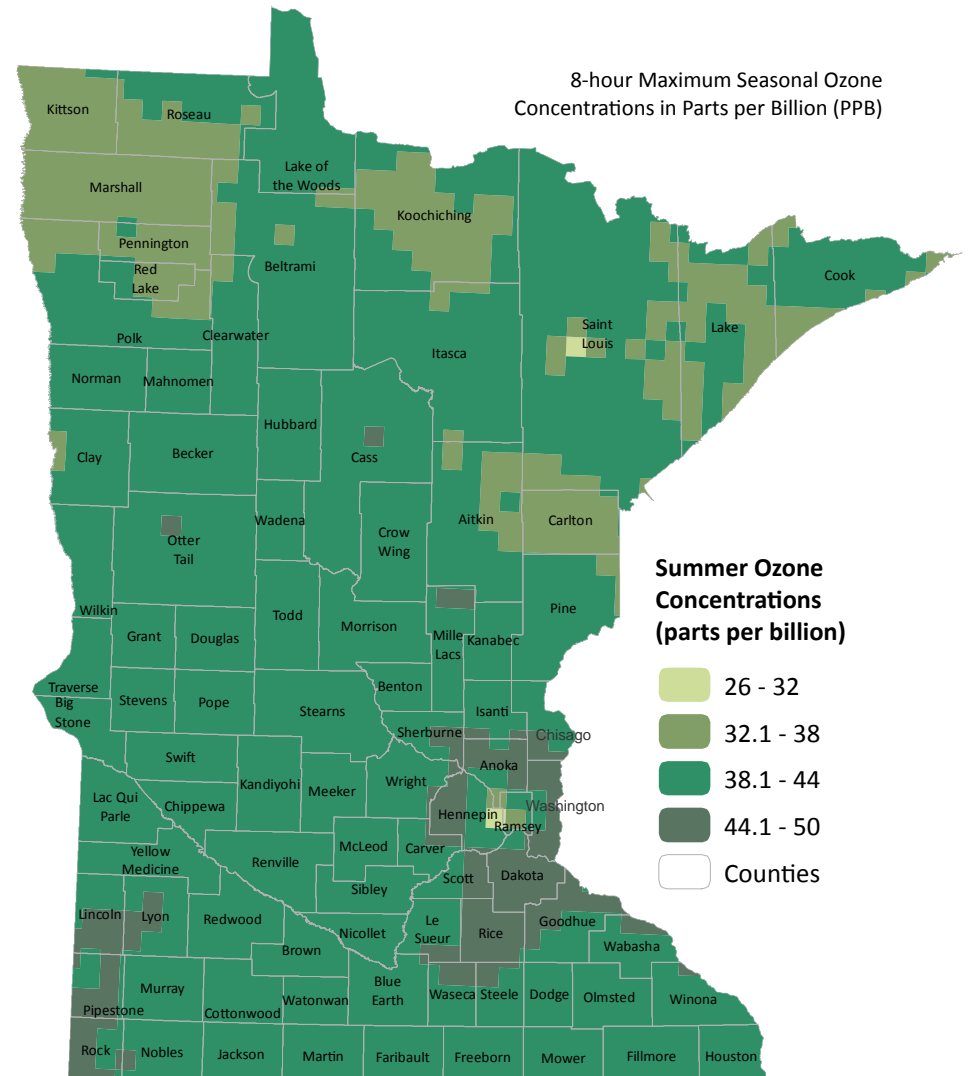 8-hour Maximum Seasonal Ozone
Concentrations in Parts per Billion (PPB)
Kittson
Roseau
Lake of
the Woods
Marshall
Koochiching
Pennington
Beltrami
Red
Lake
Cook
Polk
Clearwater
Saint
Louis
Lake
Itasca
Norman
Mahnomen
Hubbard
Clay
Becker
Cass
Wadena
Aitkin
Carlton
Otter
Tail
Crow
Wing
Summer Ozone
Concentrations
(parts per billion)
26 - 32
32.1 - 38
38.1 - 44
44.1 - 50
Counties
Wilkin
Grant
Douglas
Todd
Morrison
Mille
Lacs
Kanabec
Pine
Traverse
Big
Stone
Stevens
Pope
Stearns
Benton
Isanti
Sherburne
Chisago
Swift
Anoka
Kandiyohi
Meeker
Wright
Lac Qui
Parle
Chippewa
Hennepin
Washington
Ramsey
Yellow
Medicine
Renville
McLeod
Carver
Scott
Dakota
Sibley
Lincoln
Lyon
Redwood
Nicollet
Le
Sueur
Rice
Goodhue
Brown
Wabasha
Pipestone
Murray
Cottonwood
Watonwan
Blue
Earth
Waseca
Steele
Dodge
Olmsted
Winona
Rock
Nobles
Jackson
Martin
Faribault
Freeborn
Mower
Fillmore
Houston